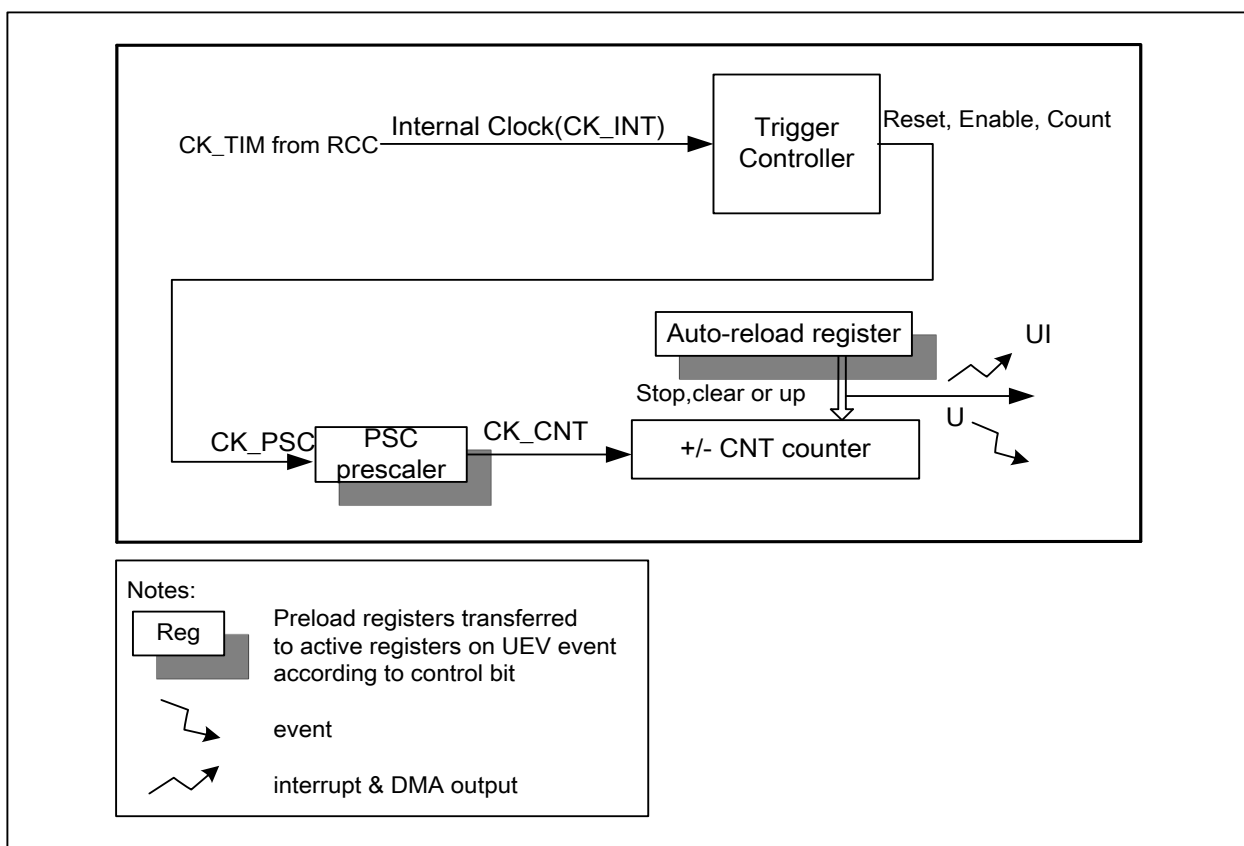 CK_TIM from RCC
Internal Clock(CK_INT)
Trigger
Controller
Reset, Enable, Count
Auto-reload register
UI
Stop,clear or up
U
CK_PSC
PSC
prescaler
CK_CNT
+/- CNT counter
Notes:
Reg
Preload registers transferred
to active registers on UEV event
according to control bit
event
interrupt & DMA output